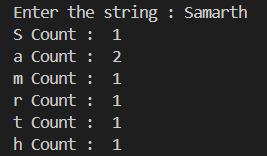 Enter the string : Samarth
S Count :  1
a Count :  2
m Count :  1
r Count :  1
t Count :  1
h Count :  1